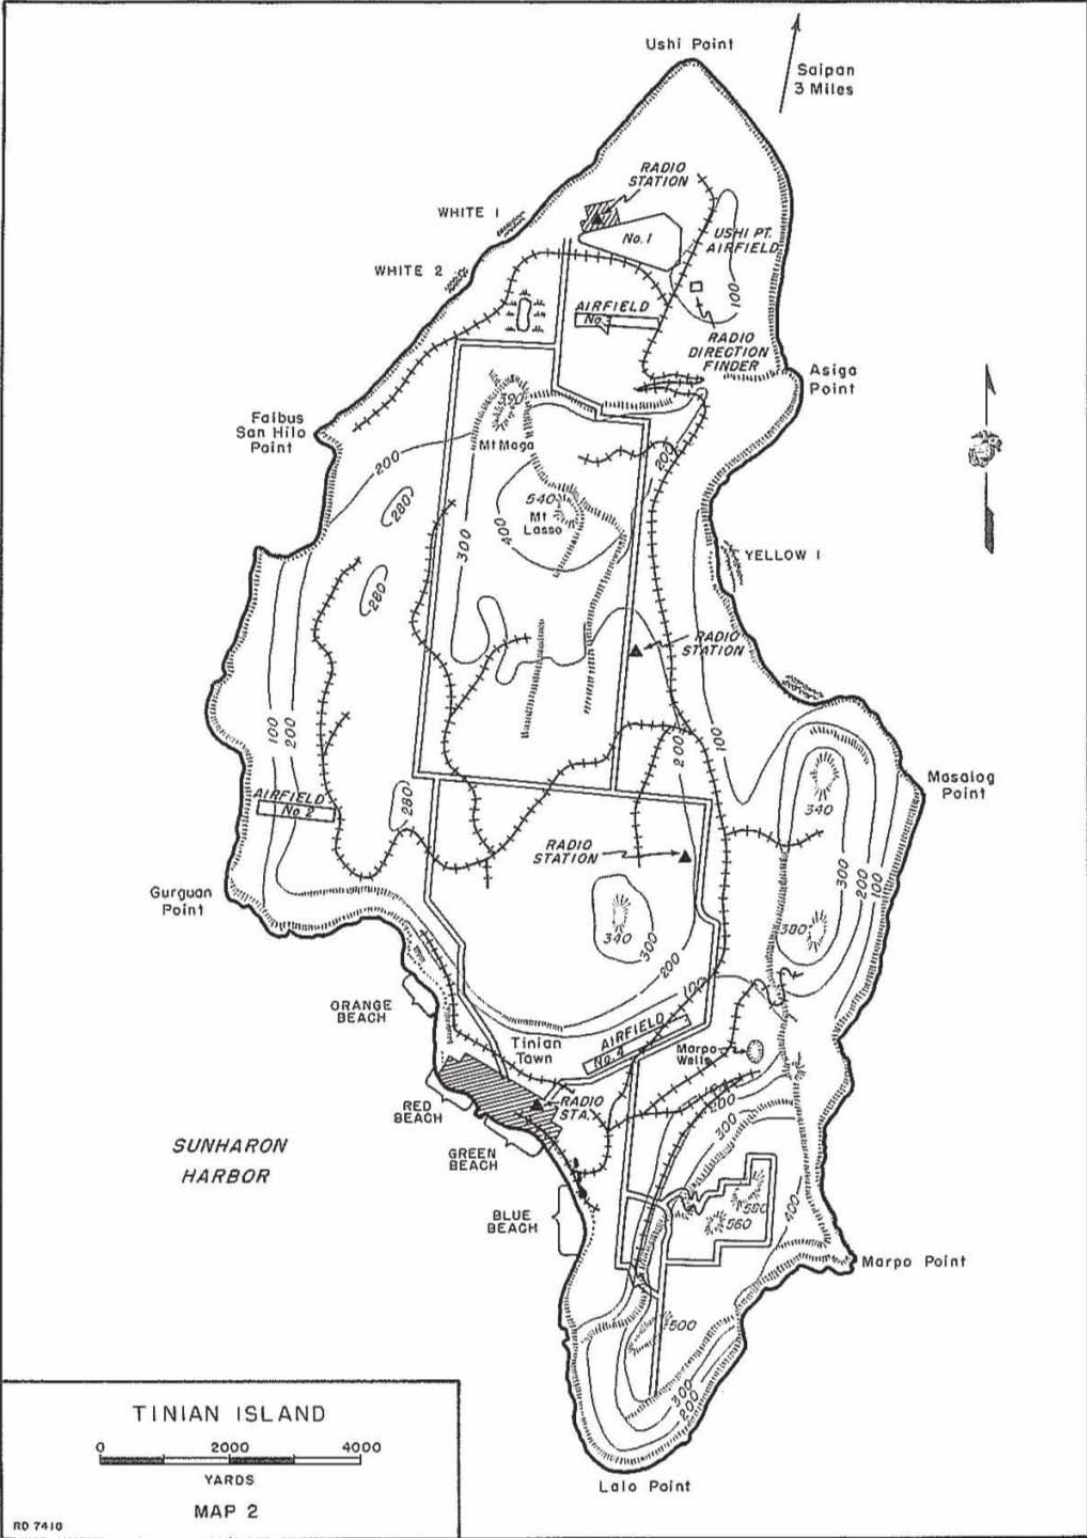 Ushi Point
Saipan
3 Miles
RADIO
STATION
WHITE 1
No. 1
USHI PT.
AIRFIELD
WHITE 2
100
AIRFIELD
No. 3
RADIO
DIRECTION
FINDER
Asiga
Point
390
Faibus
San Hilo
Point
Mt Maga
200
200
280
540
Mt
Lasso
400
300
YELLOW 1
280
RADIO
STATION
100
200
200
100
Masalog
Point
340
AIRFIELD
No 2
280
RADIO
STATION
300
200
100
Gurguan
Point
380
340
300
200
100
ORANGE
BEACH
AIRFIELD
No. 4
Tinian
Town
Marpo
Wells
RADIO
STA.
200
300
RED
BEACH
GREEN
BEACH
SUNHARON
HARBOR
BLUE
BEACH
580
560
400
Marpo Point
500
300
200
Lalo Point
TINIAN ISLAND
0 2000 4000
YARDS
MAP 2
RD 7410